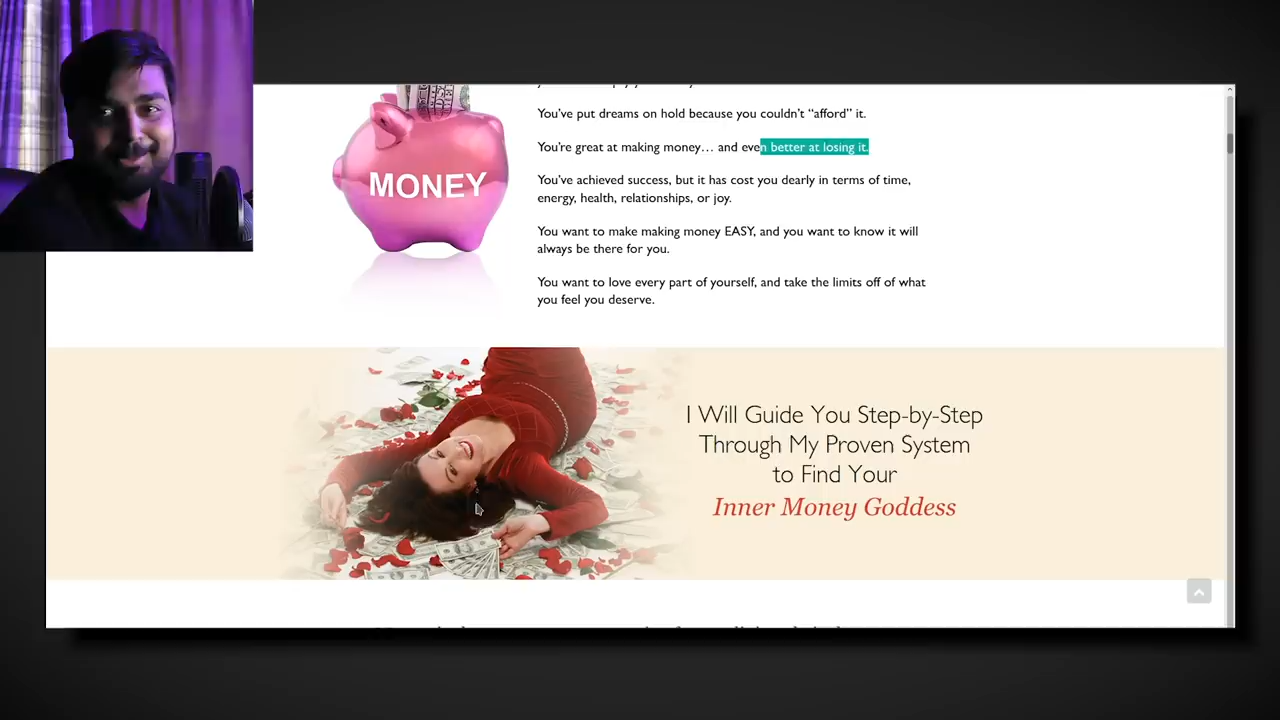 You've put dreams on hold because you couldn't “afford” it.
MONEY
You're great at making money… and even better at losing it.
You've achieved success, but it has cost you dearly in terms of time,
energy, health, relationships, or joy.
You want to make making money EASY, and you want to know it will
always be there for you.
You want to love every part of yourself, and take the limits off of what
you feel you deserve.
I Will Guide You Step-by-Step
Through My Proven System
to Find Your
Inner Money Goddess